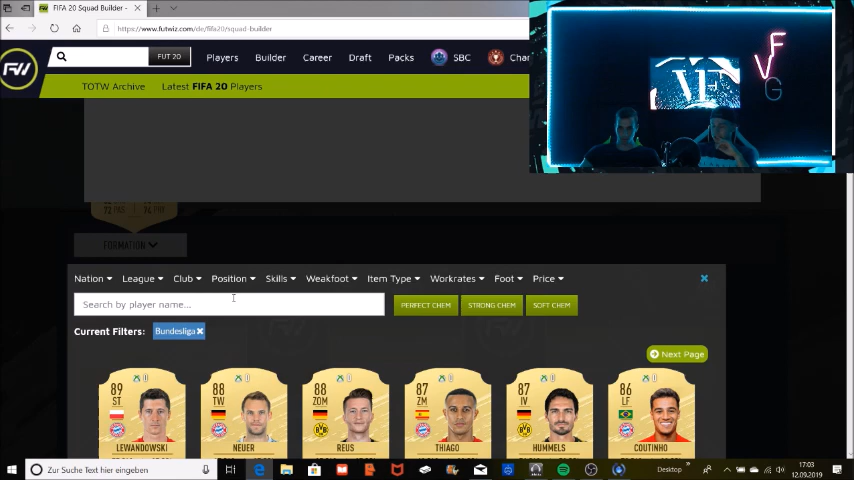 FIFA 20 Squad Builder -
https://www.futwiz.com/de/fifa20/squad-builder
FW
FUT 20
Players
Builder
Career
Draft
Packs
SBC
TOTW Archive
Latest FIFA 20 Players
VF
F
V
G
FORMATION
Nation
League
Club
Position
Skills
Weakfoot
Item Type
Workrates
Foot
Price
Search by player name...
PERFECT CHEM
STRONG CHEM
SOFT CHEM
Current Filters:
Bundesliga
Next Page
89
ST
LEWANDOWSKI
88
TW
NEUER
88
ZOM
REUS
87
ZM
THIAGO
87
IV
HUMMELS
86
LF
COUTINHO
Zur Suche Text hier eingeben
Desktop
17:03
12.09.2019